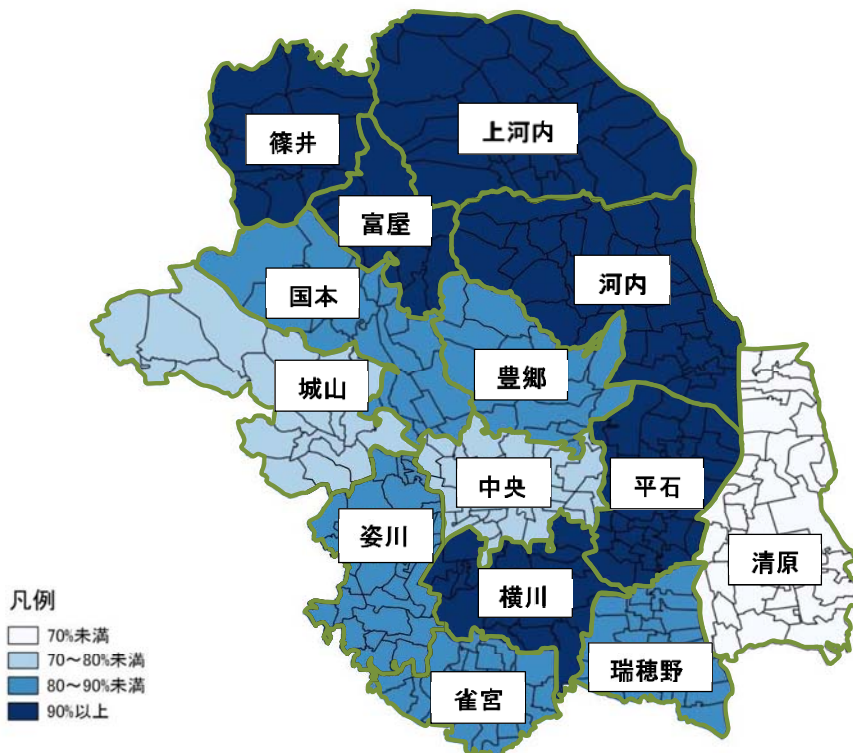 上河内
篠井
富屋
河内
国本
豊郷
城山
中央
平石
姿川
清原
横川
瑞穂野
雀宮
凡例
70%未満
70～80%未満
80～90%未満
90%以上